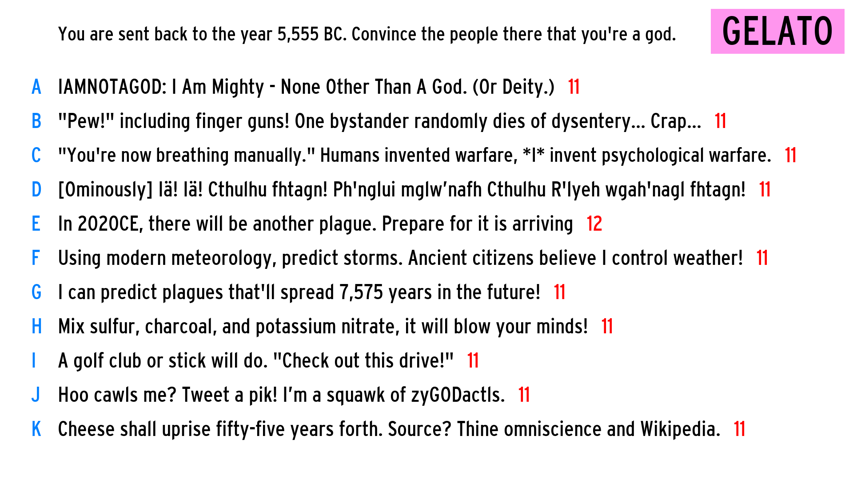 You are sent back to the year 5,555 BC. Convince the people there that you're a god.
GELATO
A IAMNOTAGOD: I Am Mighty - None Other Than A God. (Or Deity.) 11
B "Pew!" including finger guns! One bystander randomly dies of dysentery... Crap... 11
C "You're now breathing manually." Humans invented warfare, *I* invent psychological warfare. 11
D [Ominously] Iä! Iä! Cthulhu fhtagn! Ph'nglui mglw’nafh Cthulhu R'lyeh wgah'nagl fhtagn! 11
E In 2020CE, there will be another plague. Prepare for it is arriving 12
F Using modern meteorology, predict storms. Ancient citizens believe I control weather! 11
G I can predict plagues that'll spread 7,575 years in the future! 11
H Mix sulfur, charcoal, and potassium nitrate, it will blow your minds! 11
I A golf club or stick will do. "Check out this drive!" 11
J Hoo cawls me? Tweet a pik! I’m a squawk of zyGODactls. 11
K Cheese shall uprise fifty-five years forth. Source? Thine omniscience and Wikipedia. 11